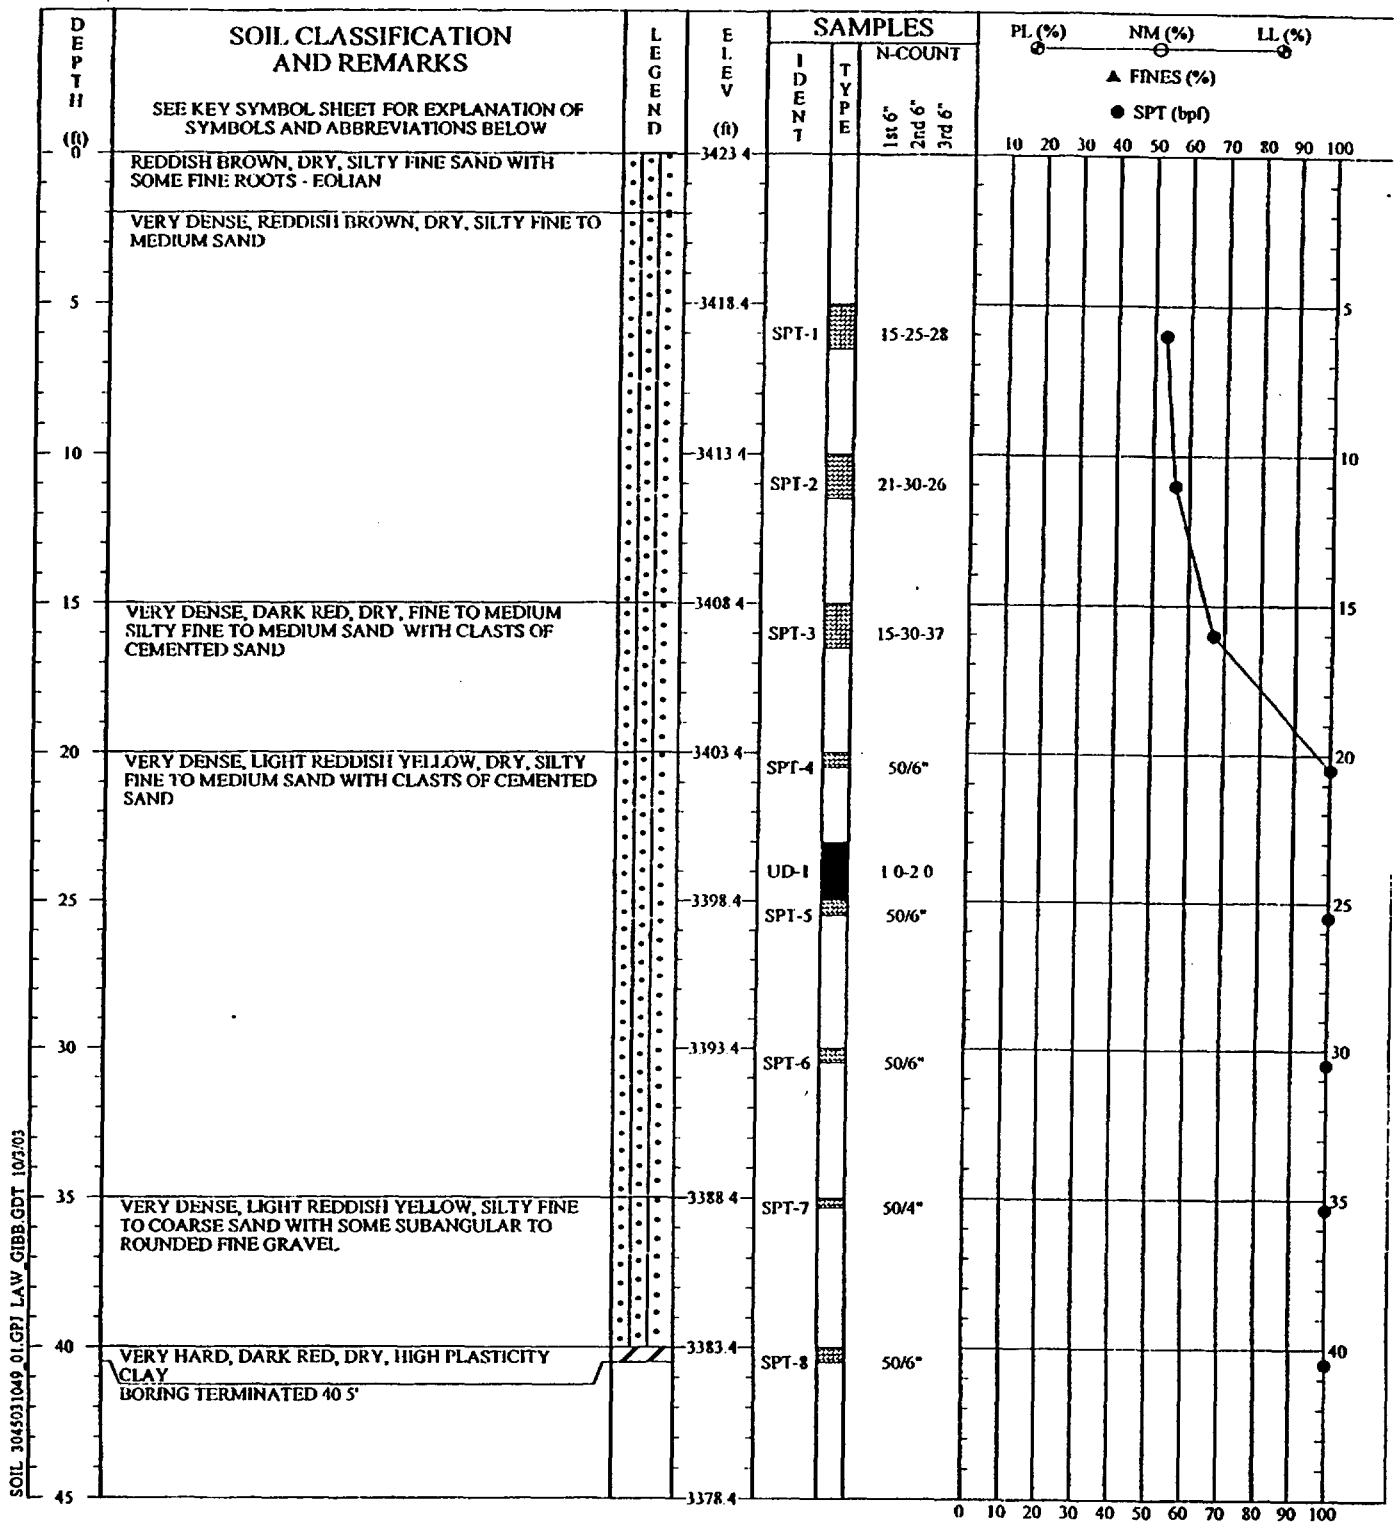 DEPTH
(ft)
SOIL CLASSIFICATION
AND REMARKS
SEE KEY SYMBOL SHEET FOR EXPLANATION OF
SYMBOLS AND ABBREVIATIONS BELOW
LEGEND
ELEV
(ft)
SAMPLES
IDENT
TYPE
N-COUNT
1st 6"
2nd 6"
3rd 6"
PL (%) NM (%) LL (%)
▲ FINES (%)
● SPT (bpf)
10 20 30 40 50 60 70 80 90 100
0
REDDISH BROWN, DRY, SILTY FINE SAND WITH
SOME FINE ROOTS - EOLIAN
3423 4
VERY DENSE, REDDISH BROWN, DRY, SILTY FINE TO
MEDIUM SAND
5 3418.4 5
SPT-1 15-25-28
10 3413 4 10
SPT-2 21-30-26
15 3408 4 15
VERY DENSE, DARK RED, DRY, FINE TO MEDIUM
SILTY FINE TO MEDIUM SAND WITH CLASTS OF
CEMENTED SAND
SPT-3 15-30-37
20 3403 4 20
VERY DENSE, LIGHT REDDISH YELLOW, DRY, SILTY
FINE TO MEDIUM SAND WITH CLASTS OF CEMENTED
SAND
SPT-4 50/6"
UD-1 1 0-2 0
25 3398.4 25
SPT-5 50/6"
30 3393 4 30
SPT-6 50/6"
35 3388 4 35
VERY DENSE, LIGHT REDDISH YELLOW, SILTY FINE
TO COARSE SAND WITH SOME SUBANGULAR TO
ROUNDED FINE GRAVEL
SPT-7 50/4"
40 3383.4 40
VERY HARD, DARK RED, DRY, HIGH PLASTICITY
CLAY
SPT-8 50/6"
BORING TERMINATED 40 5'
45 3378.4
0 10 20 30 40 50 60 70 80 90 100
SOIL 3045031049_01.GPJ LAW_GIBB.GDT 10/3/03